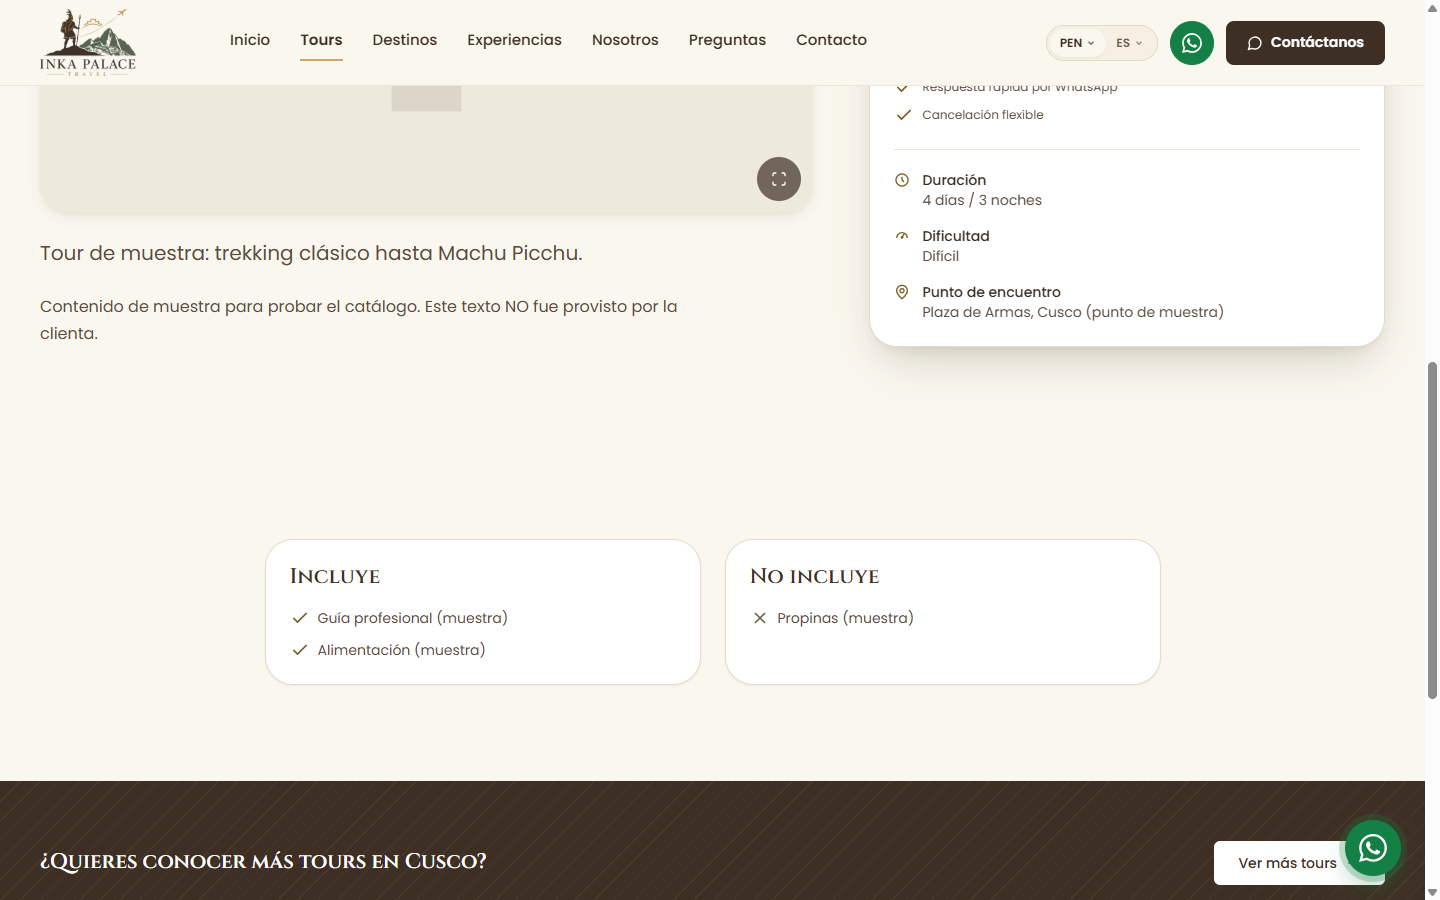 INKA PALACE
TRAVEL
Inicio
Tours
Destinos
Experiencias
Nosotros
Preguntas
Contacto
PEN
ES
Contáctanos
Respuesta rápida por WhatsApp
Cancelación flexible
Duración
4 días / 3 noches
Dificultad
Difícil
Punto de encuentro
Plaza de Armas, Cusco (punto de muestra)
Tour de muestra: trekking clásico hasta Machu Picchu.
Contenido de muestra para probar el catálogo. Este texto NO fue provisto por la
clienta.
Incluye
Guía profesional (muestra)
Alimentación (muestra)
No incluye
Propinas (muestra)
¿Quieres conocer más tours en Cusco?
Ver más tours